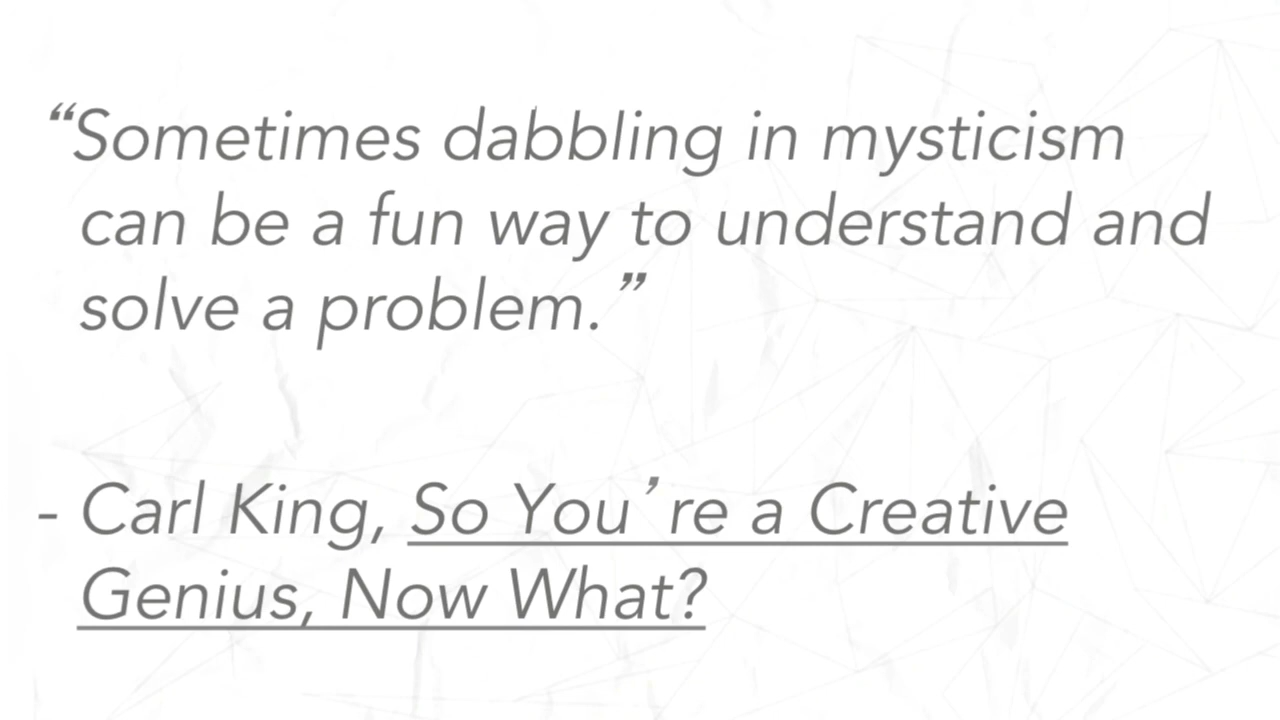 “Sometimes dabbling in mysticism
can be a fun way to understand and
solve a problem.”
- Carl King, So You’re a Creative
Genius, Now What?